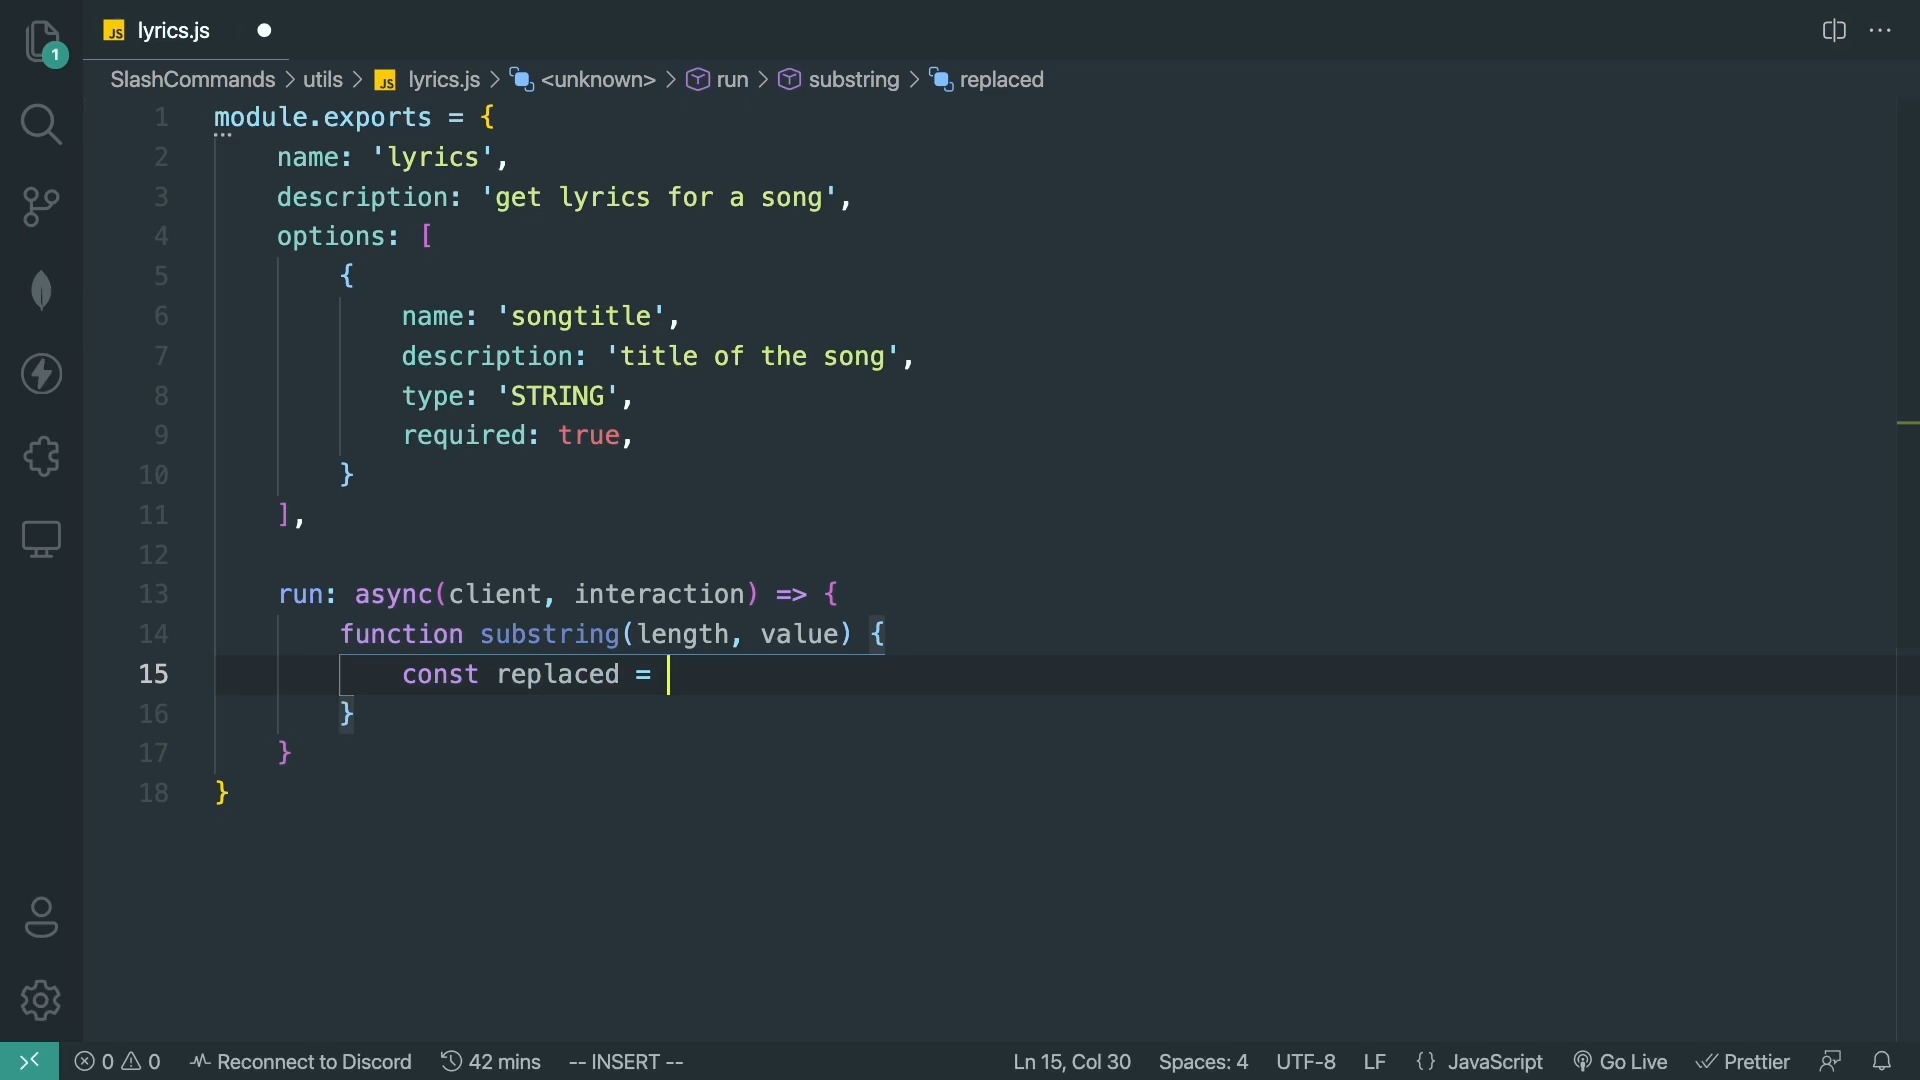 JS lyrics.js
1
SlashCommands > utils > JS lyrics.js > <unknown> > run > substring > replaced
1 module.exports = {
2     name: 'lyrics',
3     description: 'get lyrics for a song',
4     options: [
5         {
6             name: 'songtitle',
7             description: 'title of the song',
8             type: 'STRING',
9             required: true,
10         }
11     ],
12
13     run: async(client, interaction) => {
14         function substring(length, value) {
15             const replaced =
16         }
17     }
18 }
0 0 Reconnect to Discord 42 mins -- INSERT -- Ln 15, Col 30 Spaces: 4 UTF-8 LF {} JavaScript Go Live Prettier